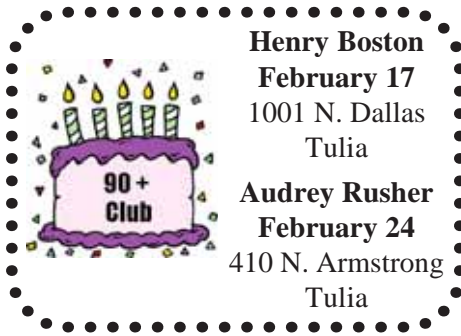 90 +
Club
Henry Boston
February 17
1001 N. Dallas
Tulia
Audrey Rusher
February 24
410 N. Armstrong
Tulia